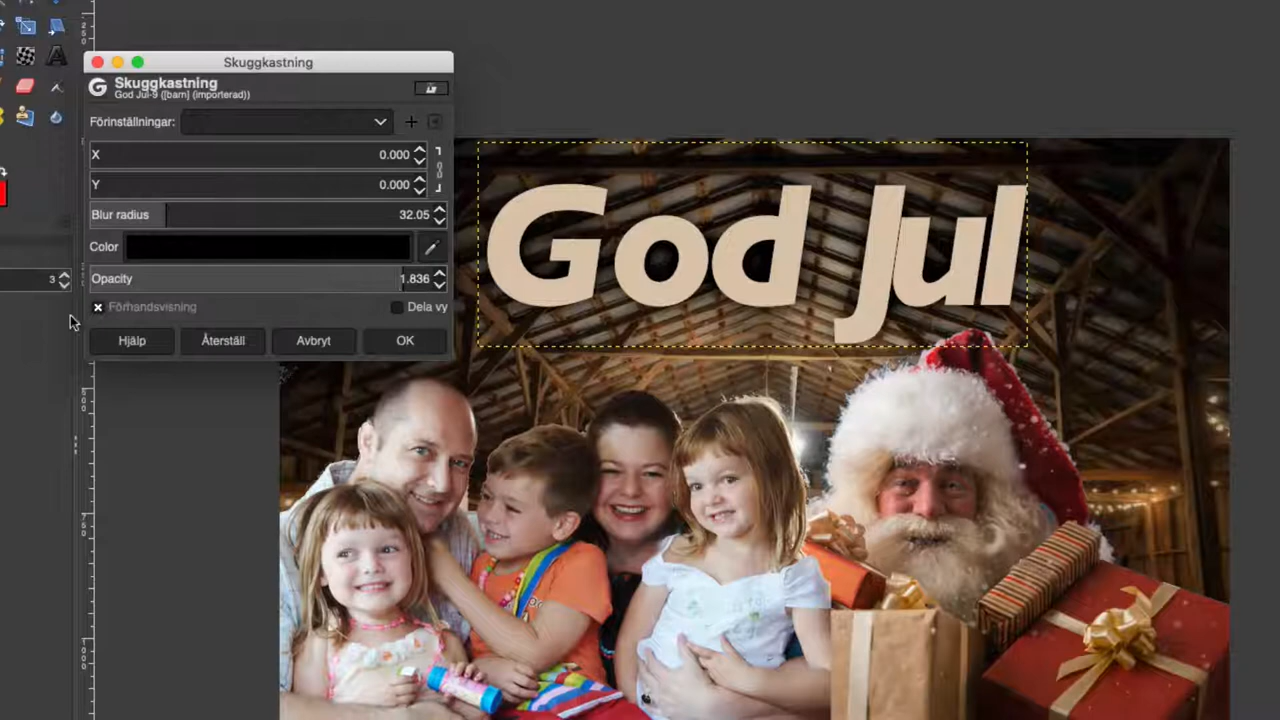 Skuggkastning
Skuggkastning
God Jul-9 ([barn] (importerad))
Förinställningar:
X 0.000
Y 0.000
Blur radius 32.05
Color
Opacity 1.836
3
Förhandsvisning Dela vy
Hjälp Återställ Avbryt OK
God Jul